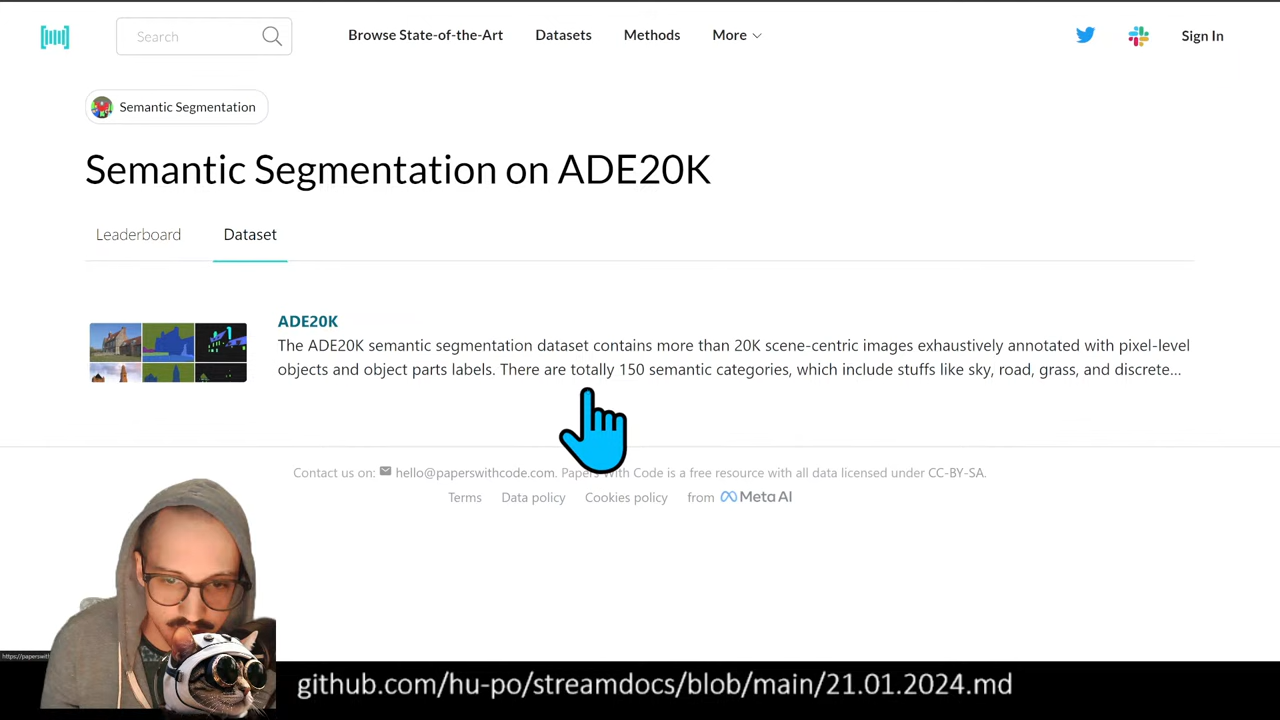 Search
Browse State-of-the-Art
Datasets
Methods
More
Sign In
Semantic Segmentation
Semantic Segmentation on ADE20K
Leaderboard
Dataset
ADE20K
The ADE20K semantic segmentation dataset contains more than 20K scene-centric images exhaustively annotated with pixel-level
objects and object parts labels. There are totally 150 semantic categories, which include stuffs like sky, road, grass, and discrete...
Contact us on: hello@paperswithcode.com. Papers With Code is a free resource with all data licensed under CC-BY-SA.
Terms
Data policy
Cookies policy
from Meta AI
https://paperswit
github.com/hu-po/streamdocs/blob/main/21.01.2024.md